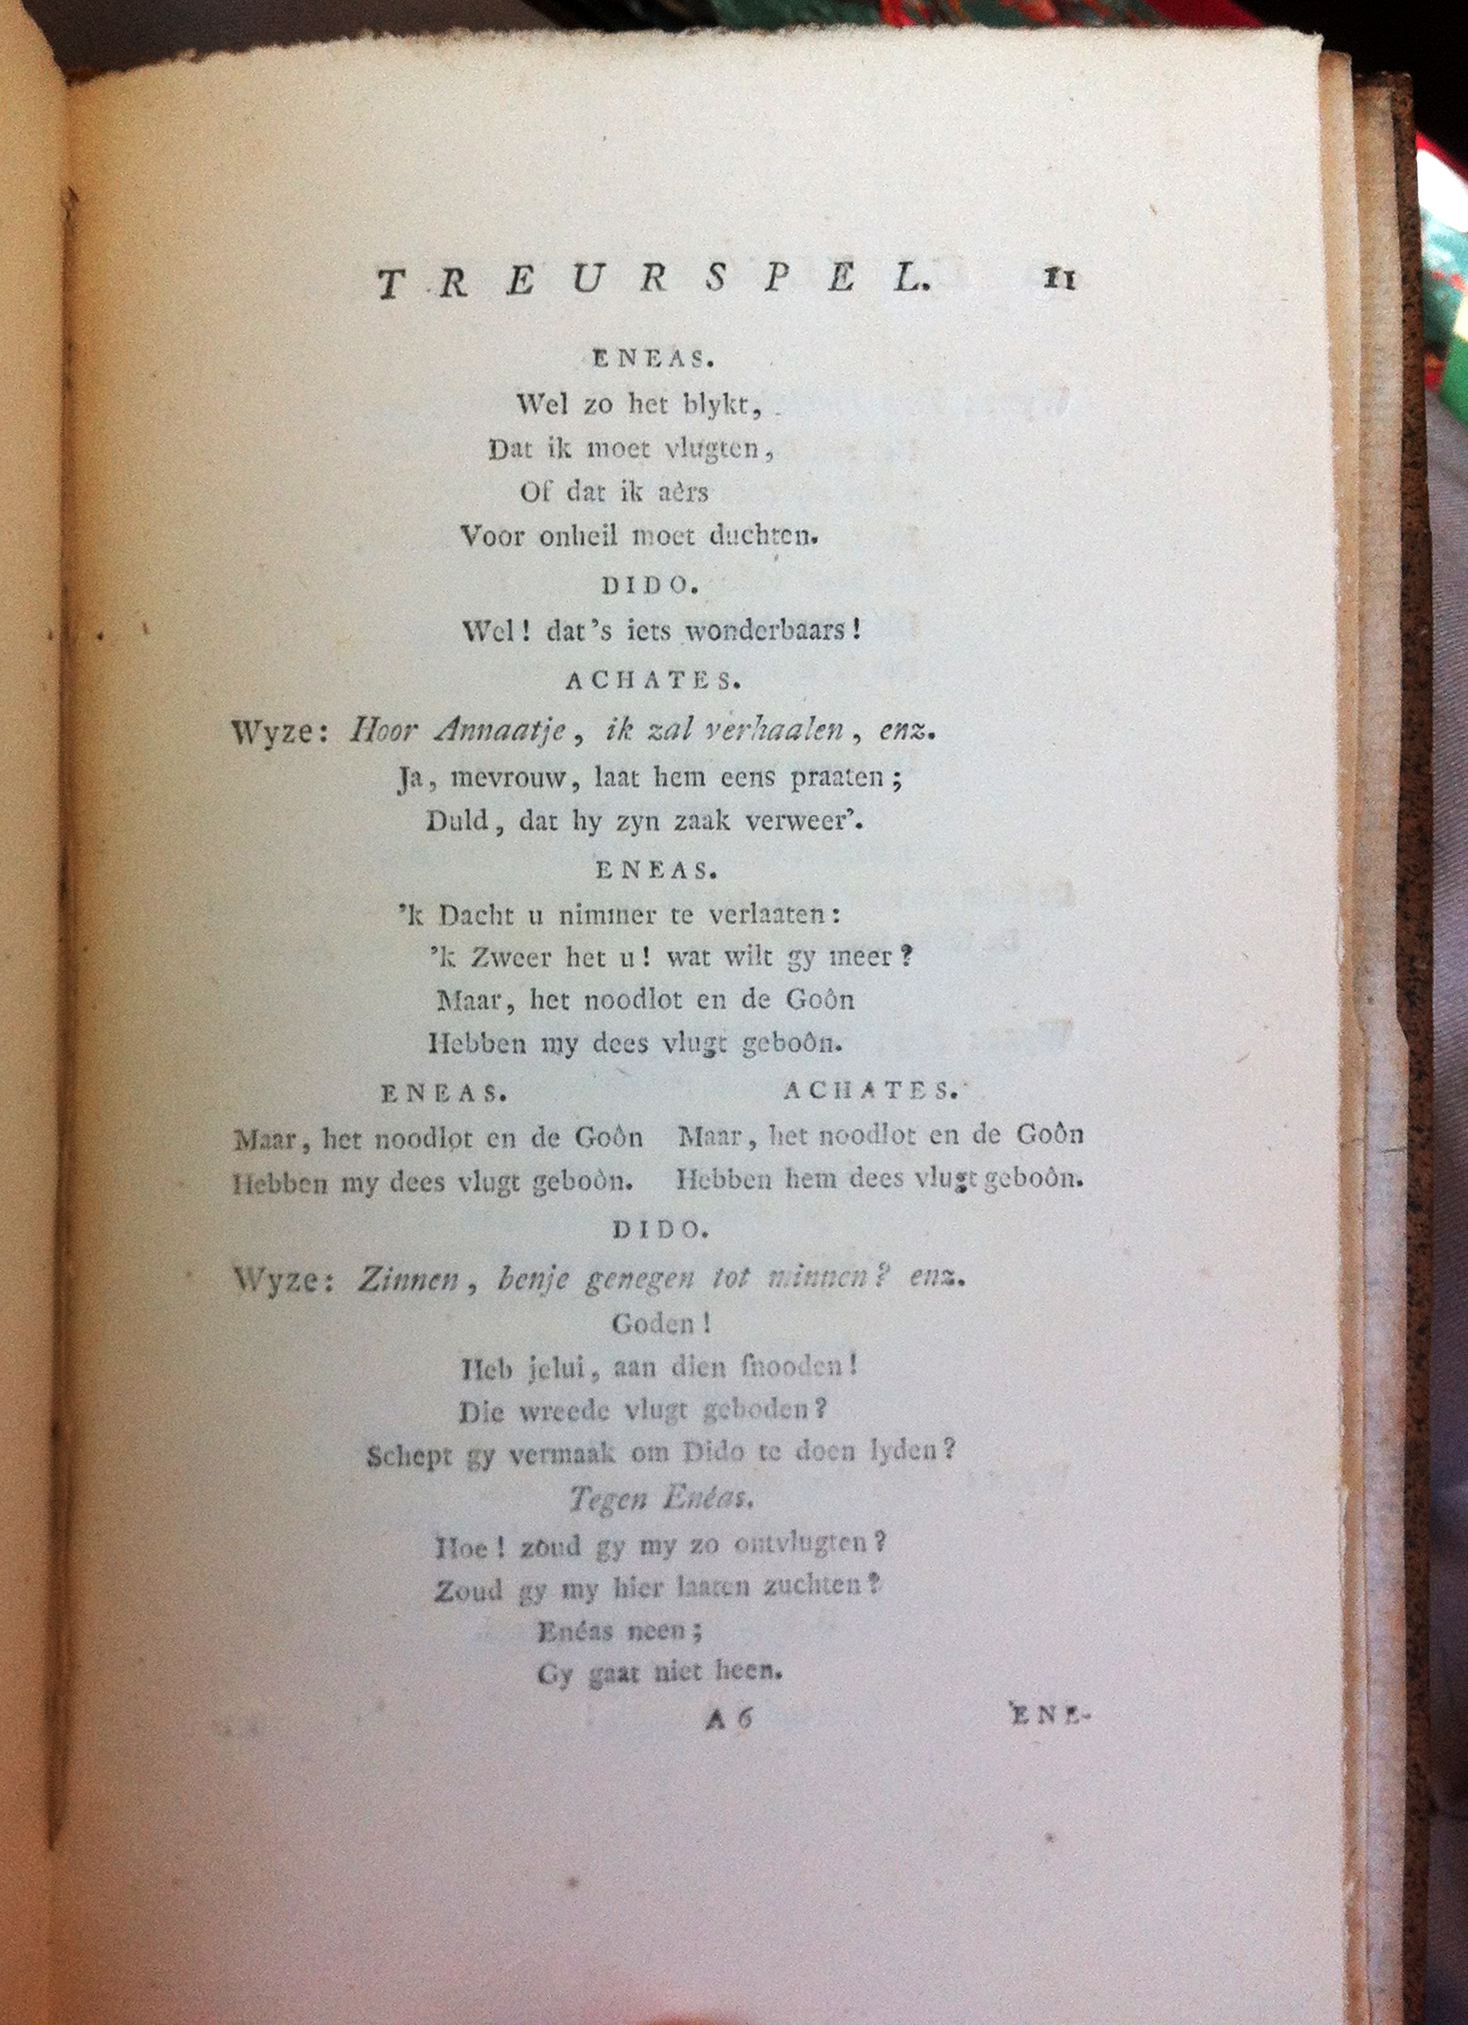 TREURSPEL. 11
ENEAS.
Wel zo het blykt,
Dat ik moet vlugten,
Of dat ik aêrs
Voor onheil moet duchten.
DIDO.
Wel! dat's iets wonderbaars!
ACHATES.
Wyze: Hoor Annaatje, ik zal verhaalen, enz.
Ja, mevrouw, laat hem eens praaten;
Duld, dat hy zyn zaak verweer'.
ENEAS.
'k Dacht u nimmer te verlaaten:
'k Zweer het u! wat wilt gy meer?
Maar, het noodlot en de Goôn
Hebben my dees vlugt geboôn.
ENEAS. ACHATES.
Maar, het noodlot en de Goôn Maar, het noodlot en de Goôn
Hebben my dees vlugt geboôn. Hebben hem dees vlugt geboôn.
DIDO.
Wyze: Zinnen, benje genegen tot minnen? enz.
Goden!
Heb jelui, aan dien ſnooden!
Die wreede vlugt geboden?
Schept gy vermaak om Dido te doen lyden?
Tegen Enéas.
Hoe! zoud gy my zo ontvlugten?
Zoud gy my hier laaten zuchten?
Enéas neen;
Gy gaat niet heen.
A 6 ENE-